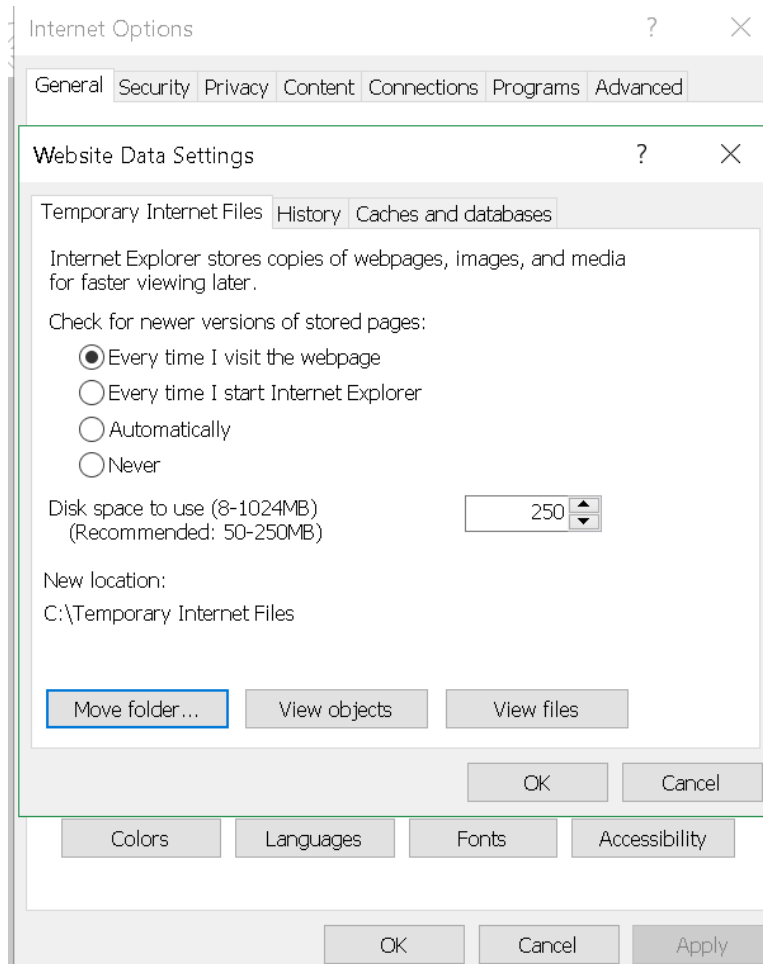 Internet Options ? ×
General Security Privacy Content Connections Programs Advanced
Website Data Settings ? ×
Temporary Internet Files History Caches and databases
Internet Explorer stores copies of webpages, images, and media
for faster viewing later.
Check for newer versions of stored pages:
Every time I visit the webpage
Every time I start Internet Explorer
Automatically
Never
Disk space to use (8-1024MB) 250
(Recommended: 50-250MB)
New location:
C:\Temporary Internet Files
Move folder... View objects View files
OK Cancel
Colors Languages Fonts Accessibility
OK Cancel Apply